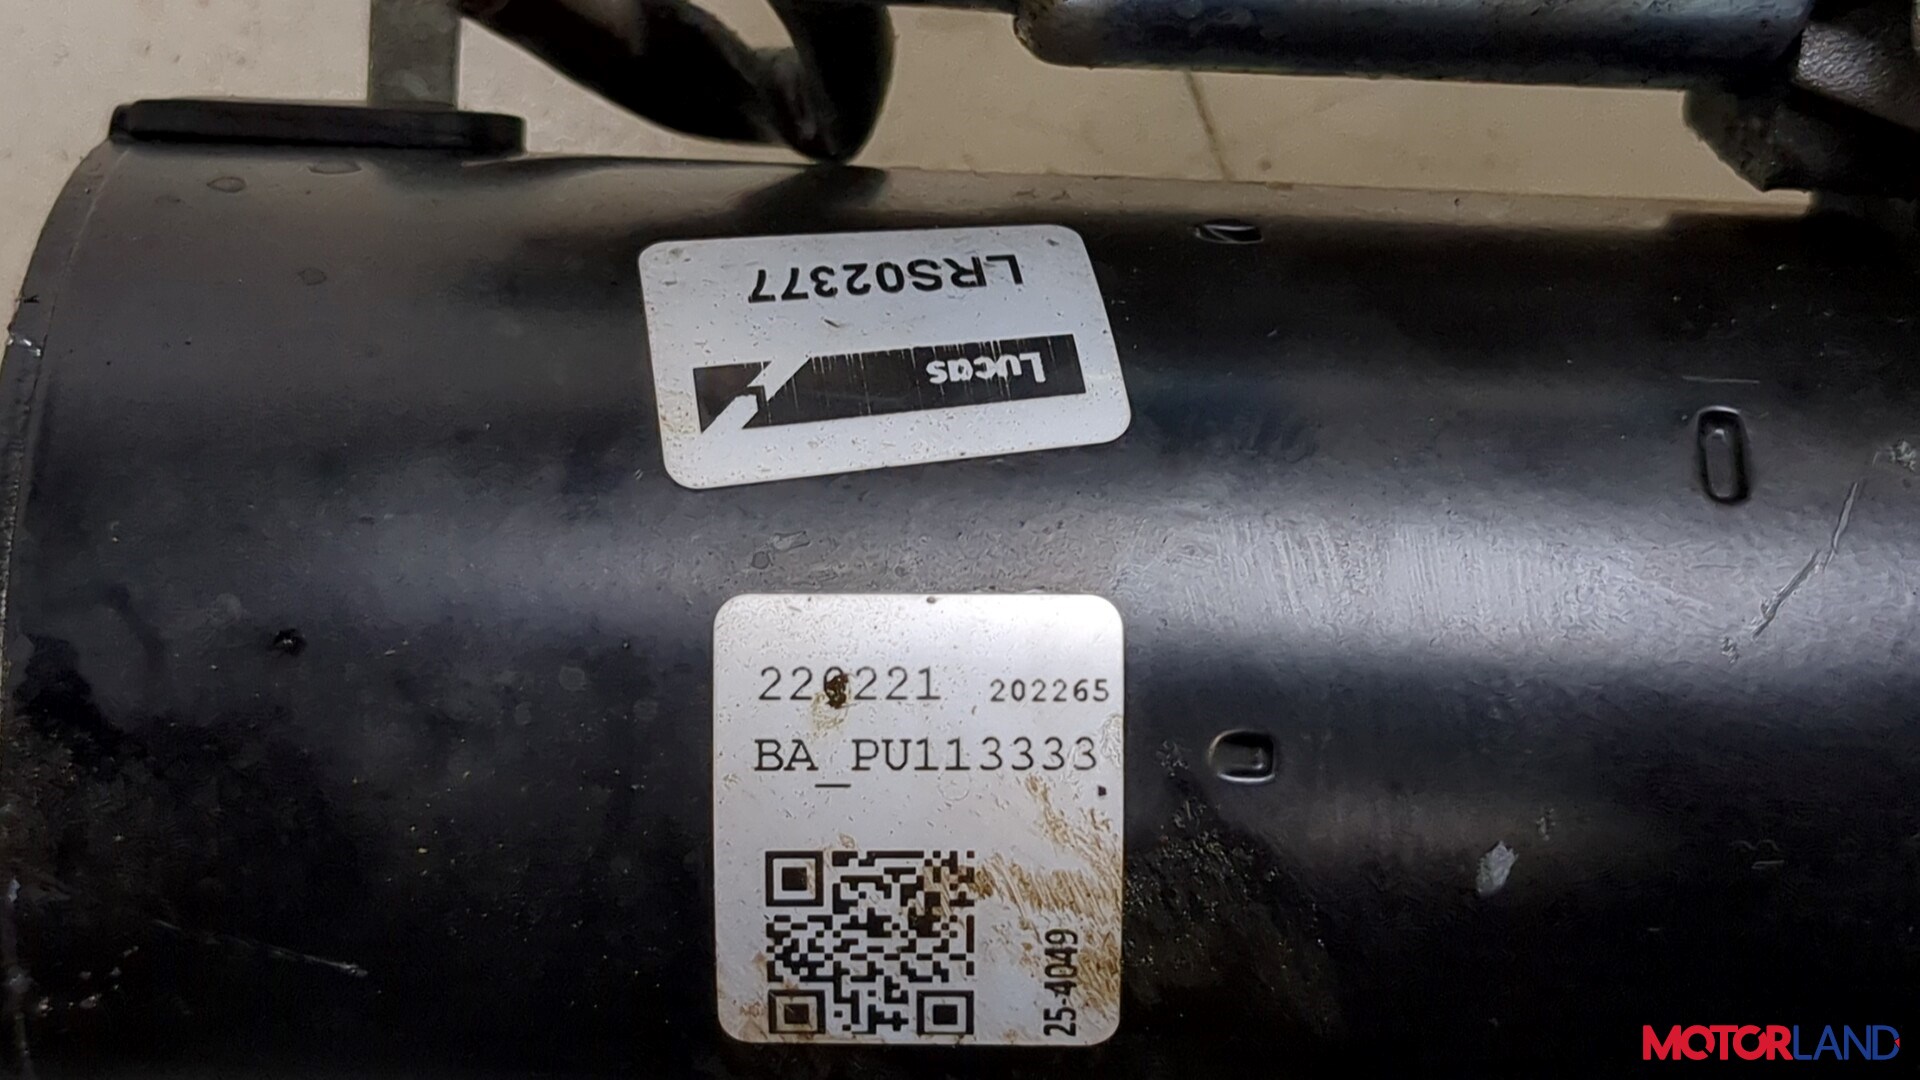 LRS02377
Lucas
220221 202265
BA_PU113333
25-4049
MOTORLAND